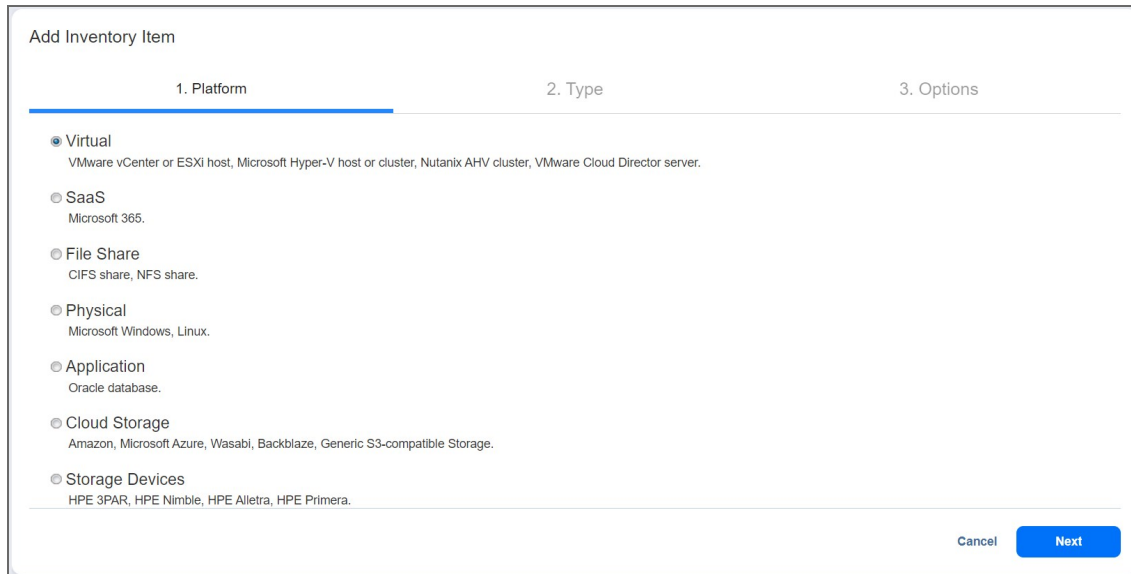 Add Inventory Item
1. Platform
2. Type
3. Options
Virtual
VMware vCenter or ESXi host, Microsoft Hyper-V host or cluster, Nutanix AHV cluster, VMware Cloud Director server.
SaaS
Microsoft 365.
File Share
CIFS share, NFS share.
Physical
Microsoft Windows, Linux.
Application
Oracle database.
Cloud Storage
Amazon, Microsoft Azure, Wasabi, Backblaze, Generic S3-compatible Storage.
Storage Devices
HPE 3PAR, HPE Nimble, HPE Alletra, HPE Primera.
Cancel
Next